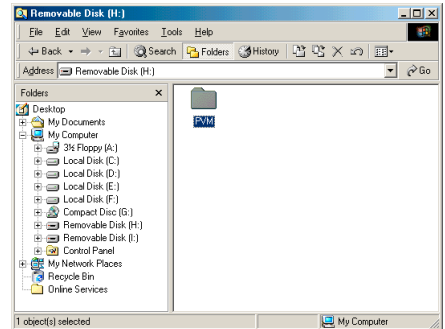 Removable Disk (H:)
File Edit View Favorites Tools Help
Back Search Folders History
Address Removable Disk (H:) Go
Folders
Desktop
My Documents
My Computer
3½ Floppy (A:)
Local Disk (C:)
Local Disk (D:)
Local Disk (E:)
Local Disk (F:)
Compact Disc (G:)
Removable Disk (H:)
Removable Disk (I:)
Control Panel
My Network Places
Recycle Bin
Online Services
PVM
1 object(s) selected My Computer